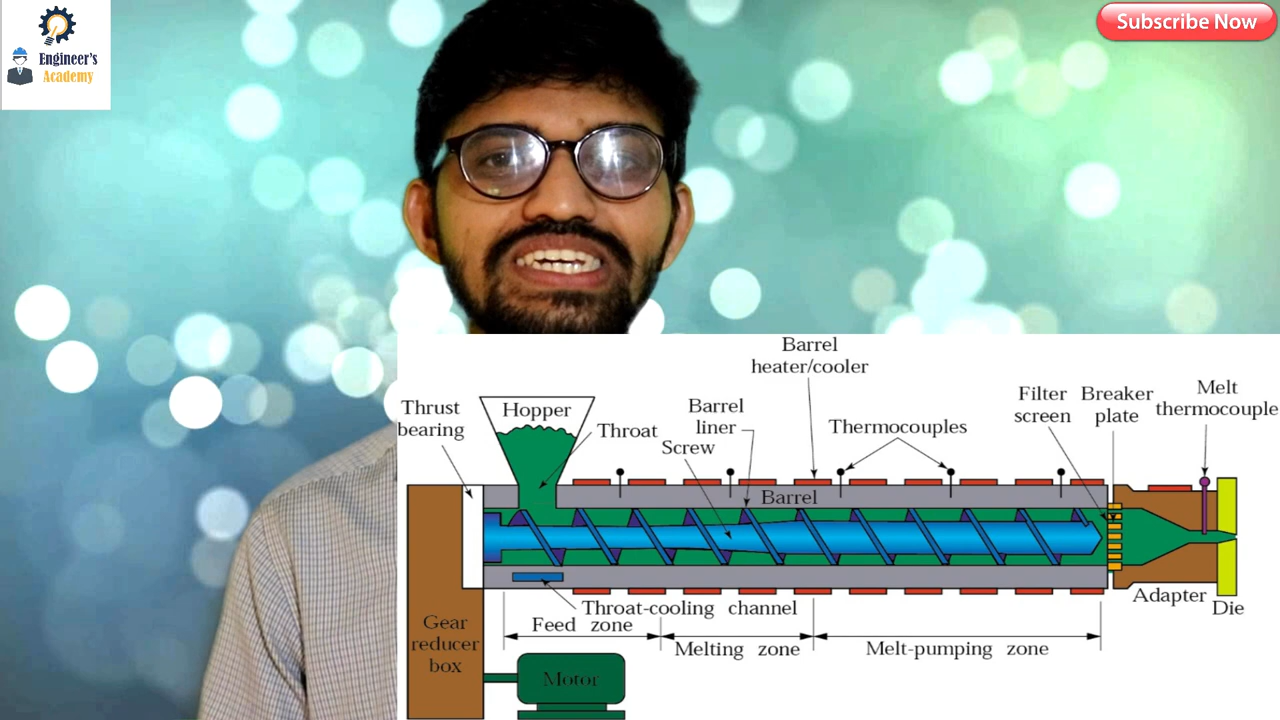 Engineer's
Academy
Subscribe Now
Barrel
heater/cooler
Thrust
bearing
Hopper
Throat
Barrel
liner
Screw
Thermocouples
Filter
screen
Breaker
plate
Melt
thermocouple
Barrel
Throat-cooling channel
Feed zone
Melting zone
Melt-pumping zone
Adapter
Die
Gear
reducer
box
Motor